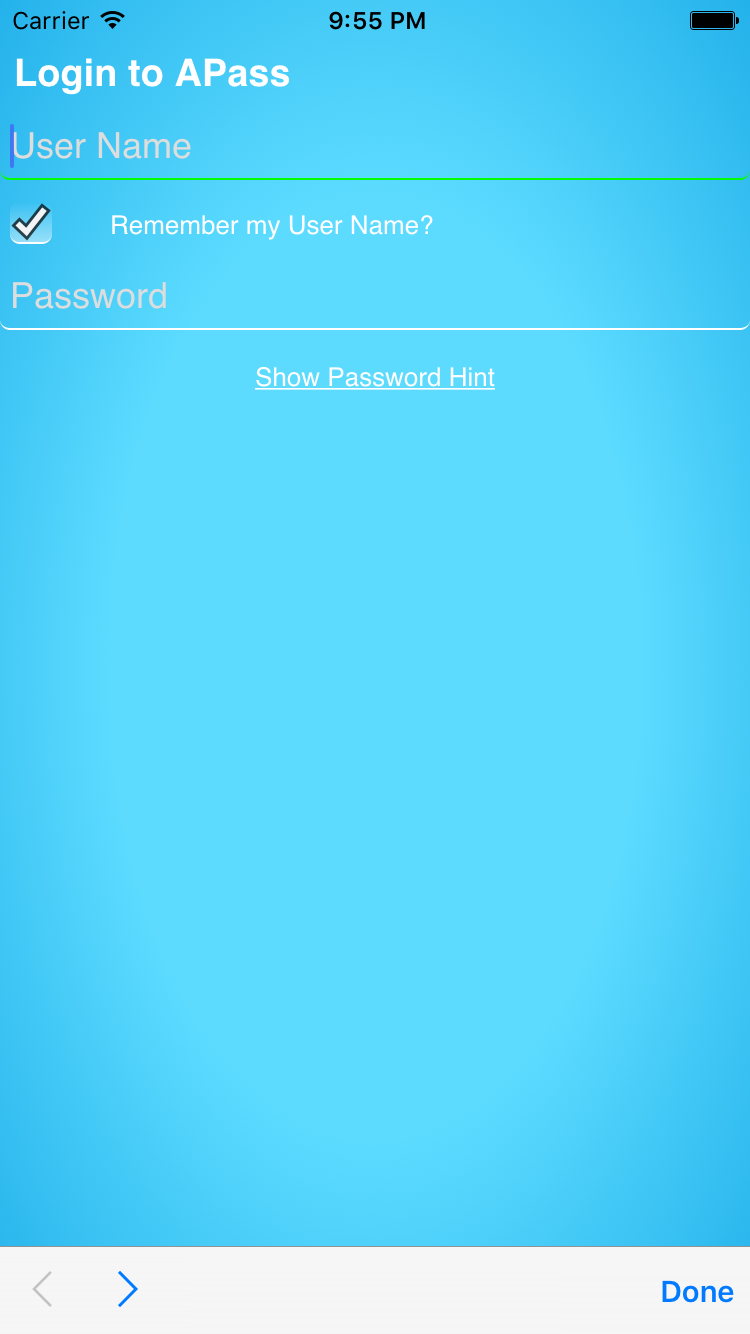 Carrier 9:55 PM
Login to APass
User Name
Remember my User Name?
Password
Show Password Hint
Done